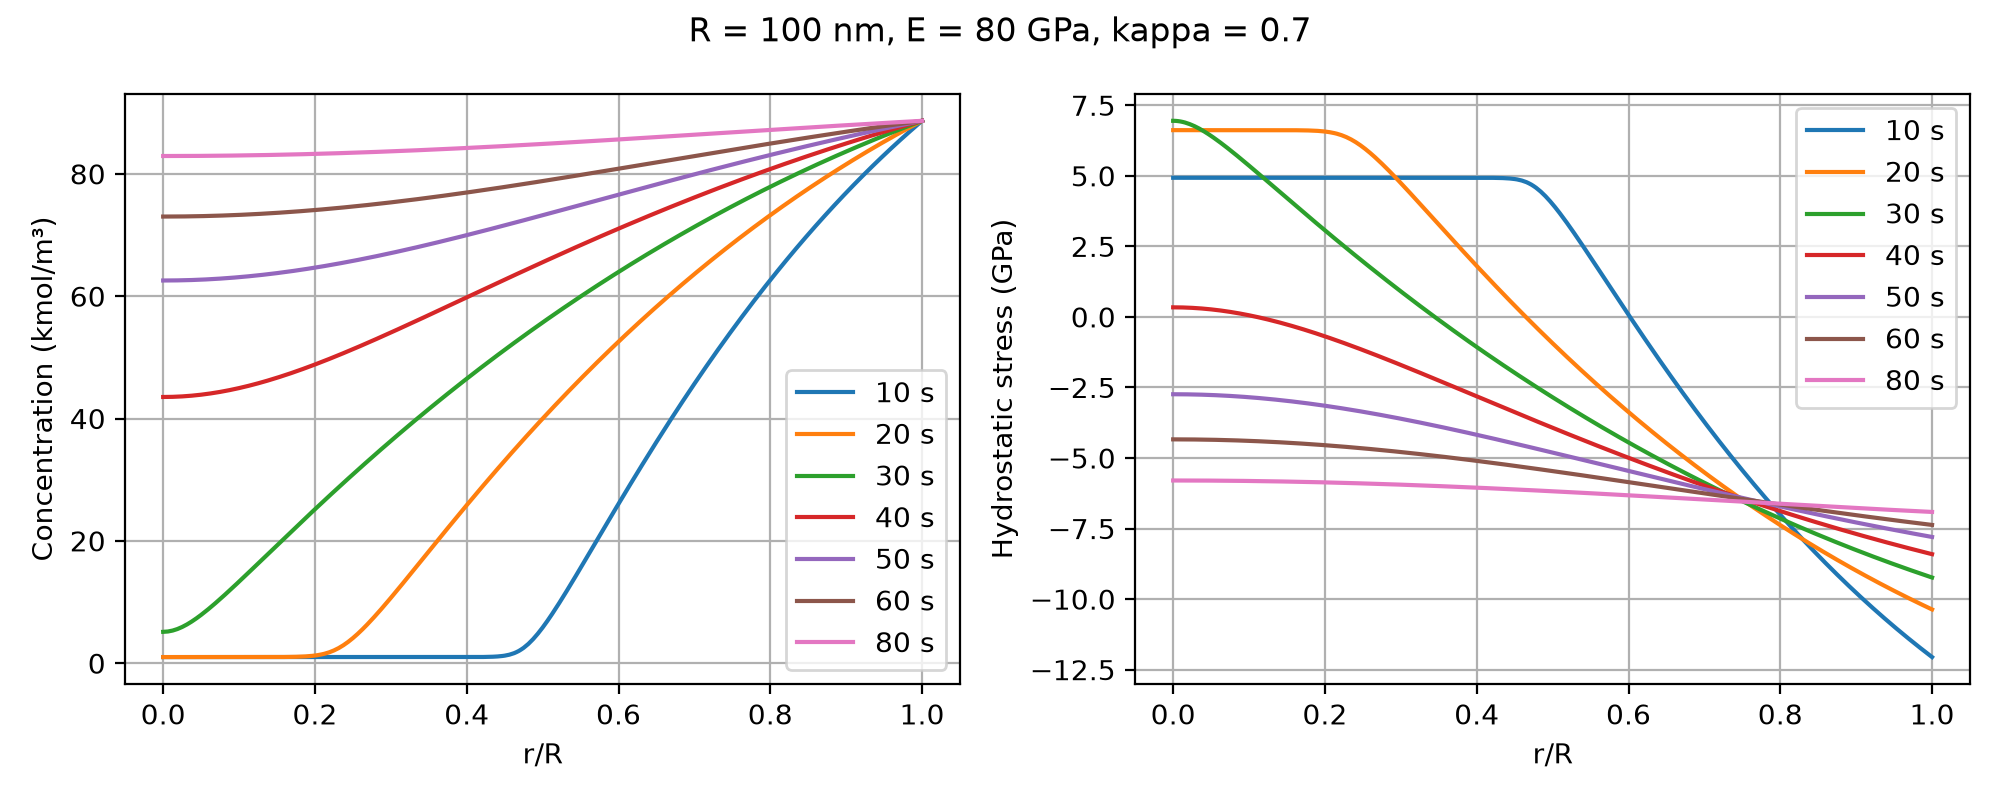 R = 100 nm, E = 80 GPa, kappa = 0.7
Concentration (kmol/m³)
80
60
40
20
0
0.0 0.2 0.4 0.6 0.8 1.0
r/R
10 s
20 s
30 s
40 s
50 s
60 s
80 s
Hydrostatic stress (GPa)
7.5
5.0
2.5
0.0
−2.5
−5.0
−7.5
−10.0
−12.5
0.0 0.2 0.4 0.6 0.8 1.0
r/R
10 s
20 s
30 s
40 s
50 s
60 s
80 s